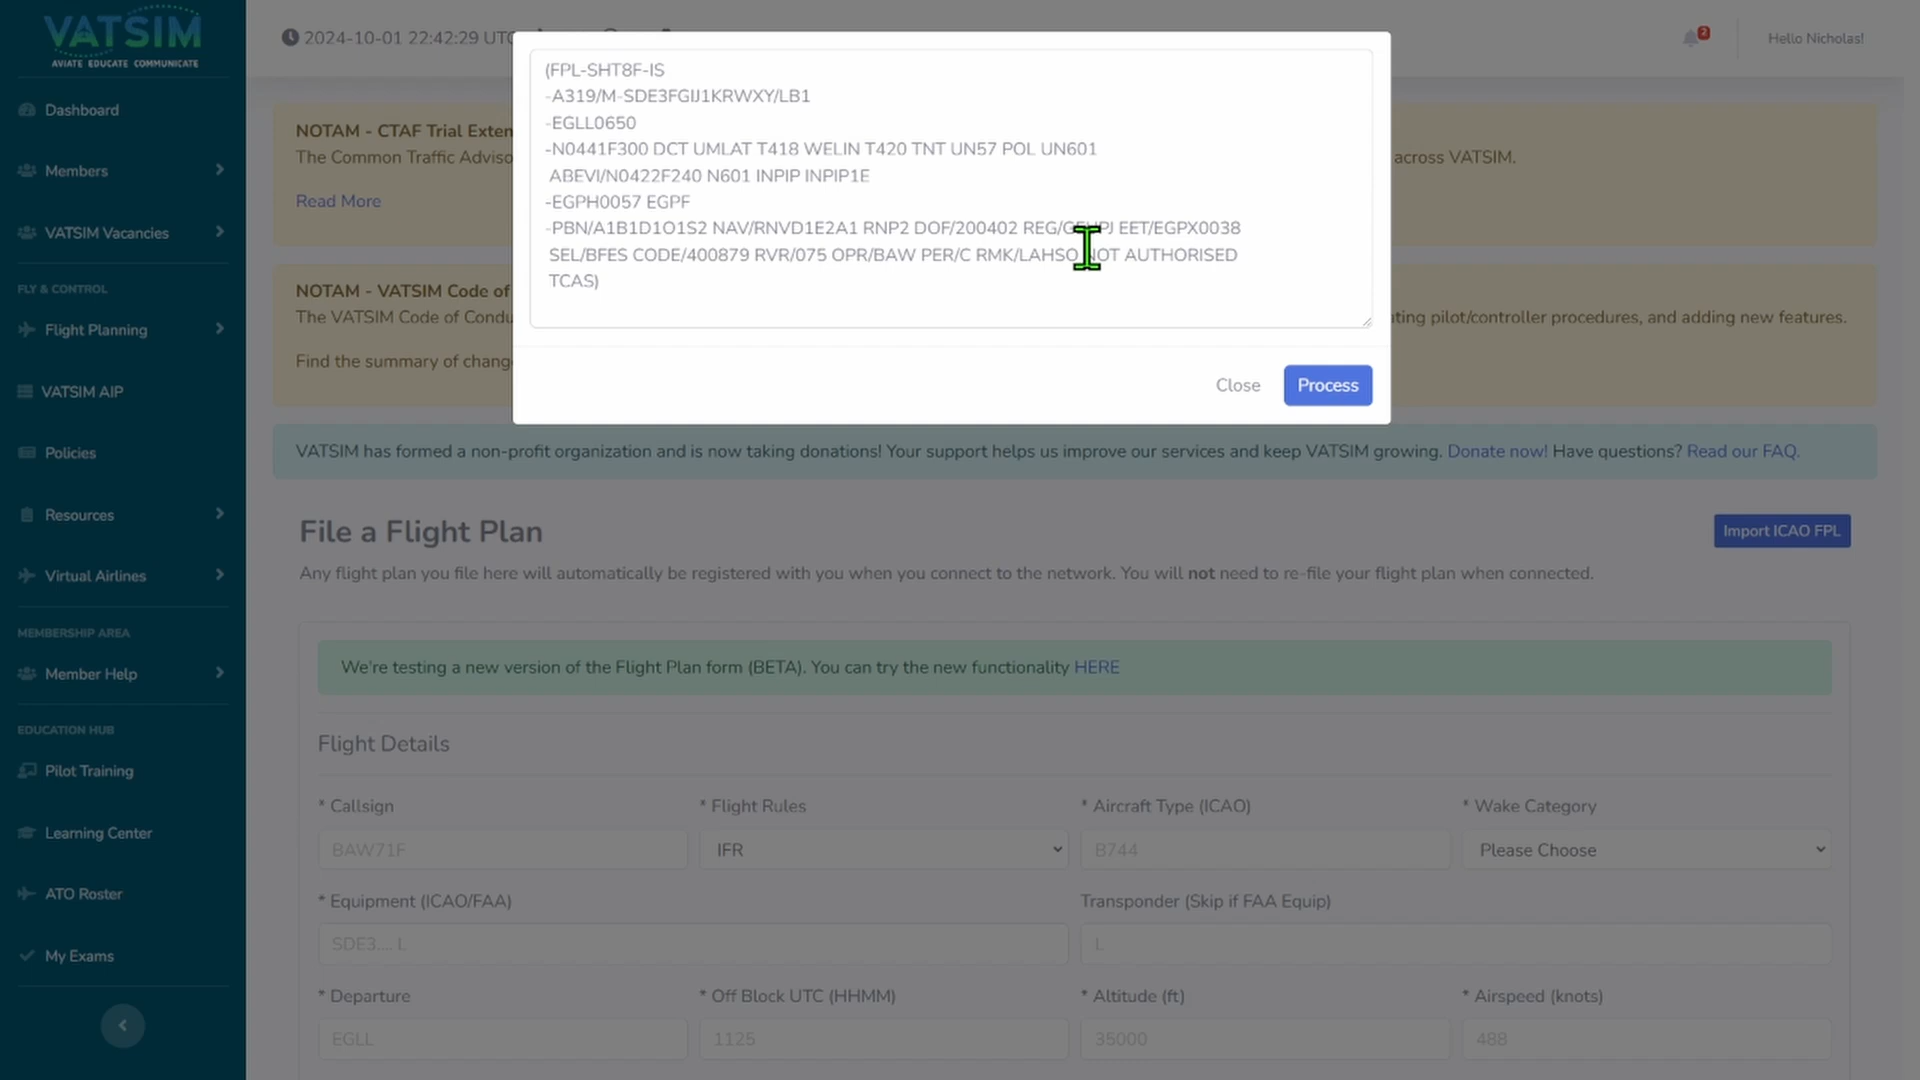 VATSIM
AVIATE EDUCATE COMMUNICATE
Dashboard
Members
VATSIM Vacancies
FLY & CONTROL
Flight Planning
VATSIM AIP
Policies
Resources
Virtual Airlines
MEMBERSHIP AREA
Member Help
EDUCATION HUB
Pilot Training
Learning Center
ATO Roster
My Exams
2024-10-01 22:42:29 UTC
2
Hello Nicholas!
NOTAM - CTAF Trial
The Common Traffic
across VATSIM.
Read More
NOTAM - VATSIM Code of
The VATSIM Code of
pilot/controller procedures, and adding new features.
Find the summary of
(FPL-SHT8F-IS
-A319/M-SDE3FGIJ1KRWXY/LB1
-EGLL0650
-N0441F300 DCT UMLAT T418 WELIN T420 TNT UN57 POL UN601
ABEVI/N0422F240 N601 INPIP INPIP1E
-EGPH0057 EGPF
-PBN/A1B1D1O1S2 NAV/RNVD1E2A1 RNP2 DOF/200402 EET/EGPX0038
SEL/BFES CODE/400879 RVR/075 OPR/BAW PER/C RMK/LAHSO NOT AUTHORISED
TCAS)
Close
Process
VATSIM has formed a non-profit organization and is now taking donations! Your support helps us improve our services and keep VATSIM growing. Donate now! Have questions? Read our FAQ.
File a Flight Plan
Import ICAO FPL
Any flight plan you file here will automatically be registered with you when you connect to the network. You will not need to re-file your flight plan when connected.
We're testing a new version of the Flight Plan form (BETA). You can try the new functionality HERE
Flight Details
* Callsign
* Flight Rules
* Aircraft Type (ICAO)
* Wake Category
BAW71F
IFR
B744
Please Choose
* Equipment (ICAO/FAA)
Transponder (Skip if FAA Equip)
SDE3.... L
L
* Departure
* Off Block UTC (HHMM)
* Altitude (ft)
* Airspeed (knots)
EGLL
1125
35000
488